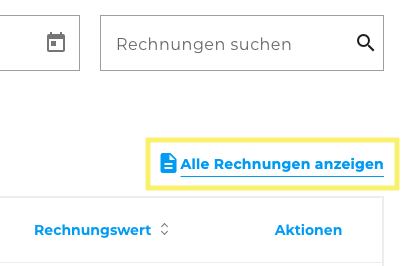 Rechnungen suchen
Alle Rechnungen anzeigen
Rechnungswert Aktionen